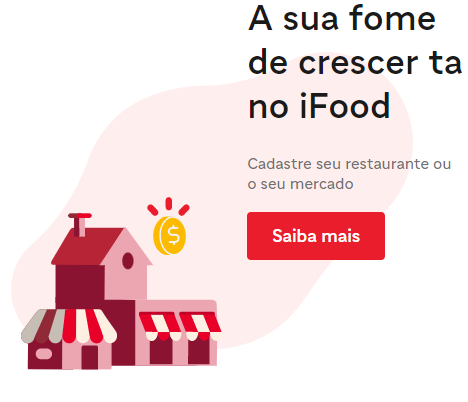 A sua fome
de crescer ta
no iFood
Cadastre seu restaurante ou
o seu mercado
Saiba mais
$